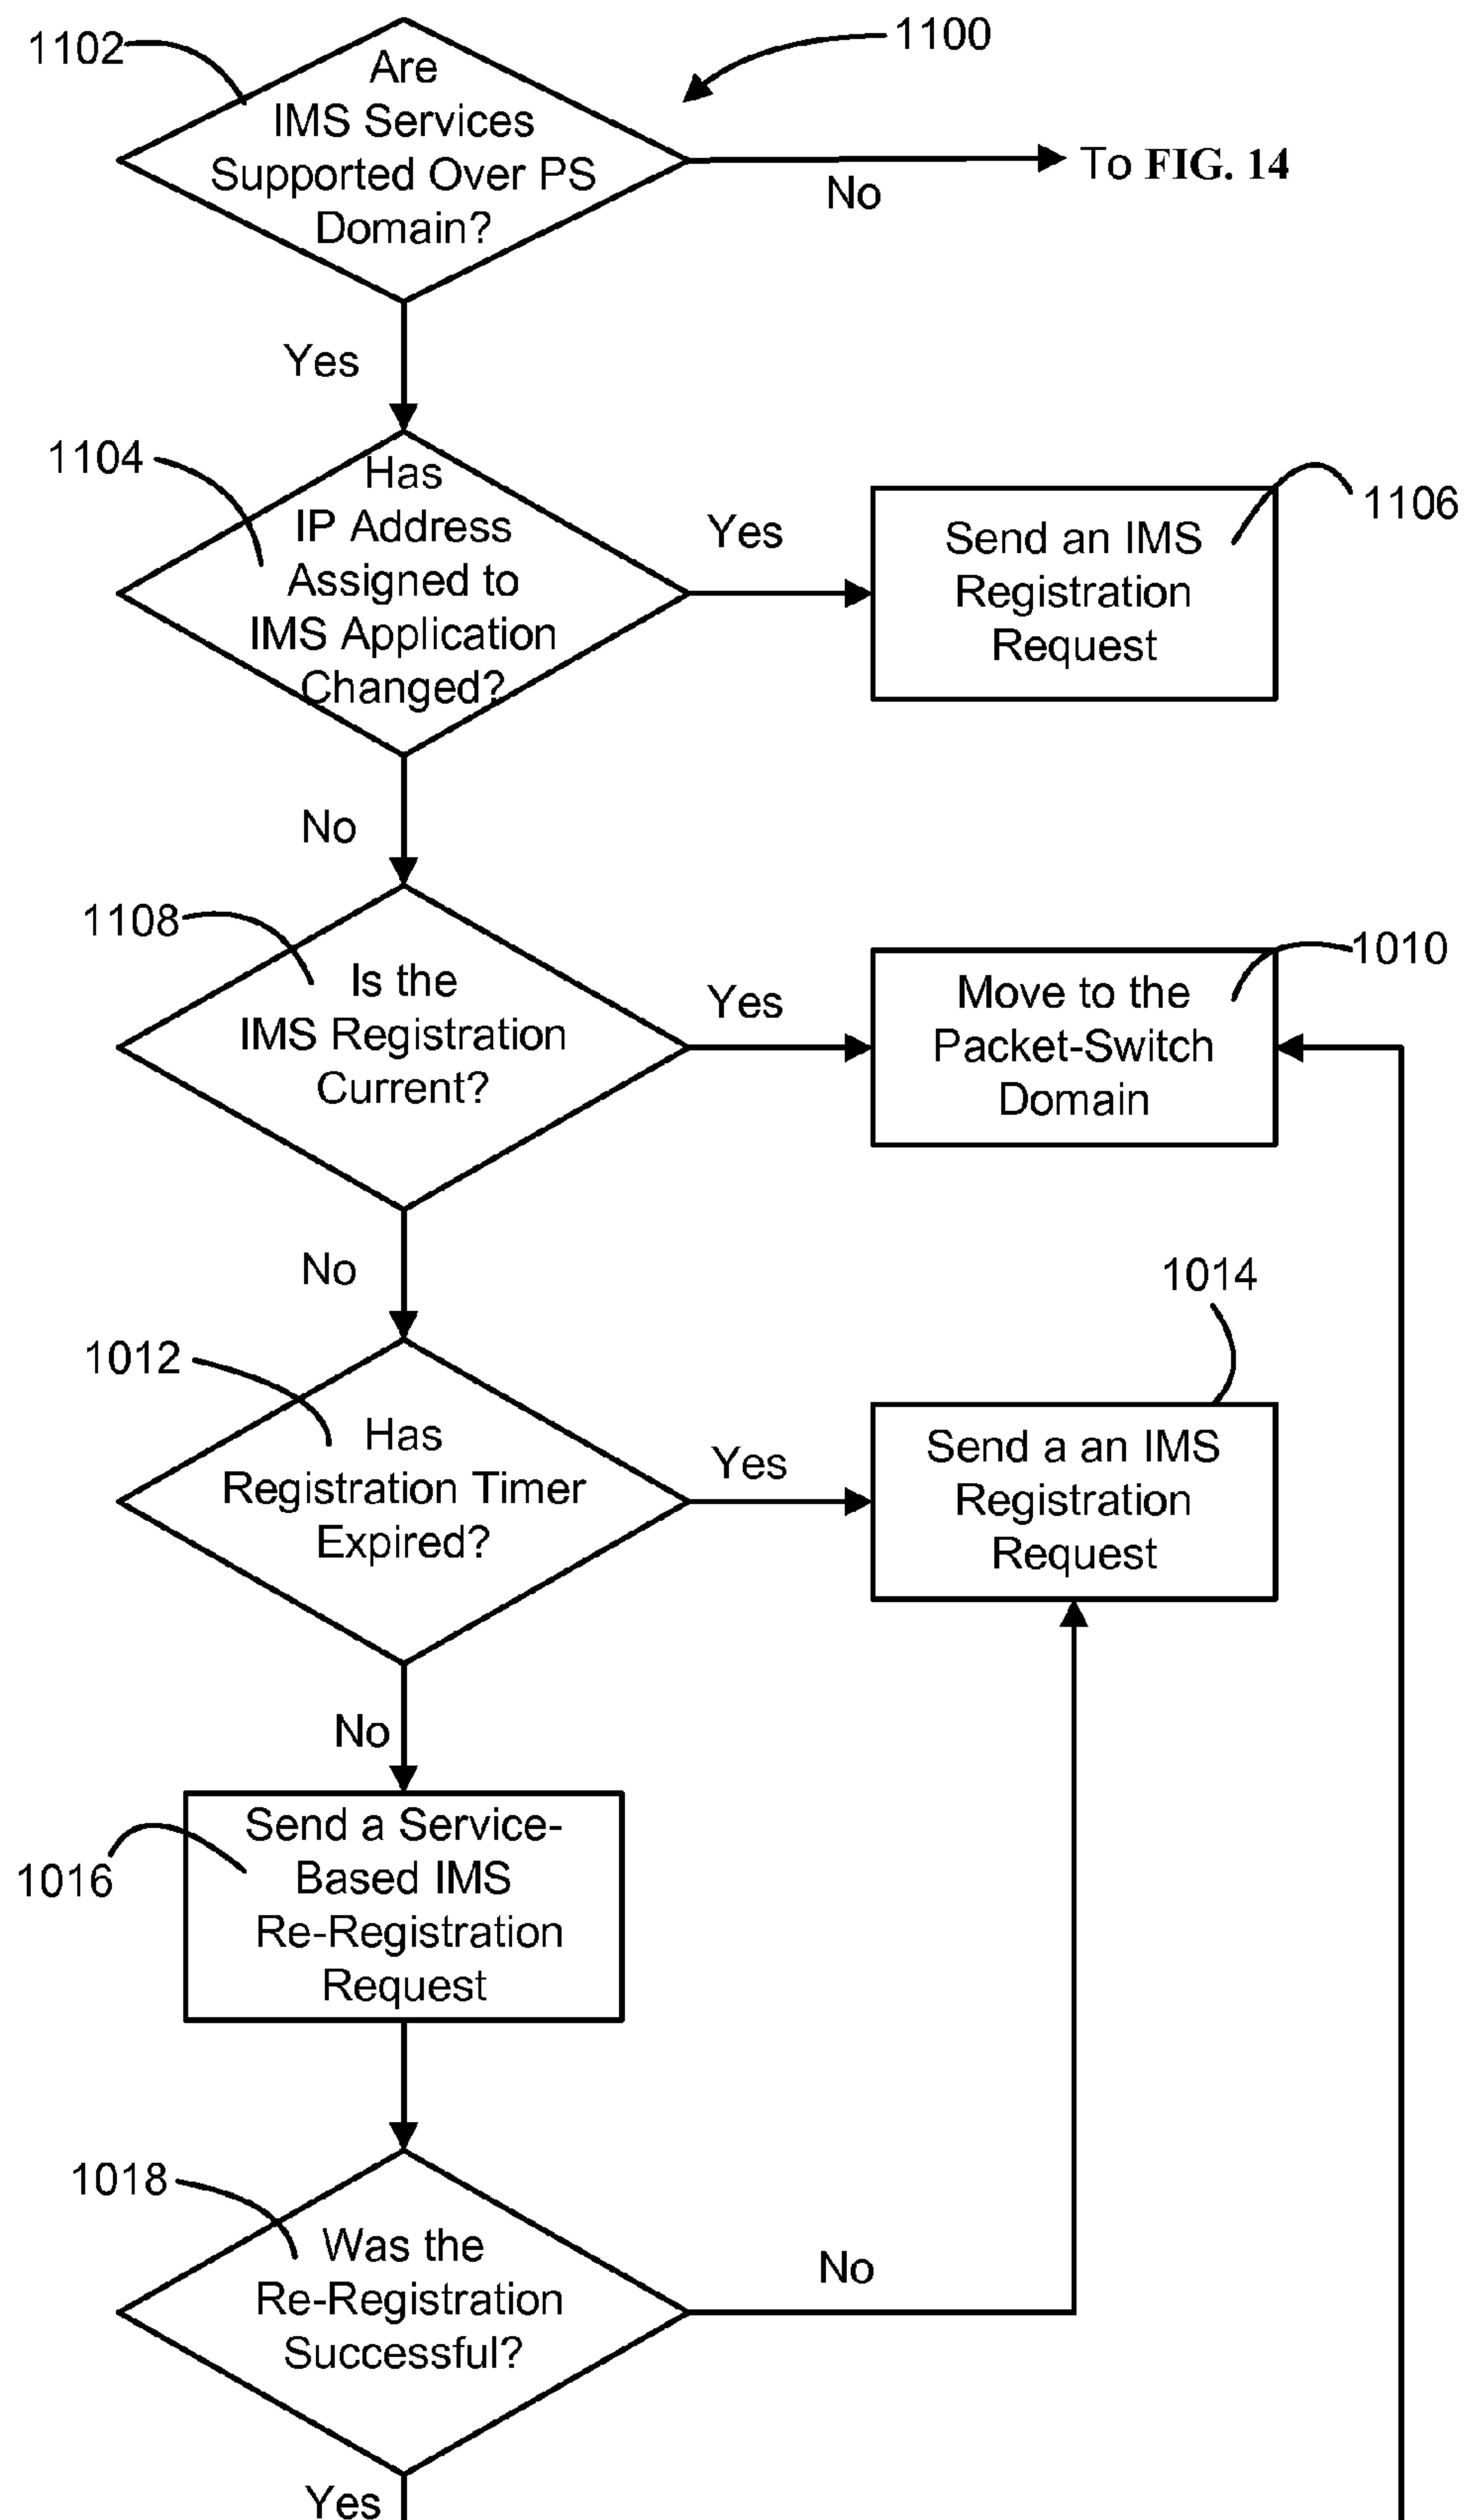 1102
1100
Are
IMS Services
Supported Over PS
Domain?
No
To FIG. 14
Yes
1104
Has
IP Address
Assigned to
IMS Application
Changed?
Yes
1106
Send an IMS
Registration
Request
No
1108
Is the
IMS Registration
Current?
Yes
1010
Move to the
Packet-Switch
Domain
No
1012
Has
Registration Timer
Expired?
Yes
1014
Send a an IMS
Registration
Request
No
1016
Send a Service-
Based IMS
Re-Registration
Request
1018
Was the
Re-Registration
Successful?
No
Yes